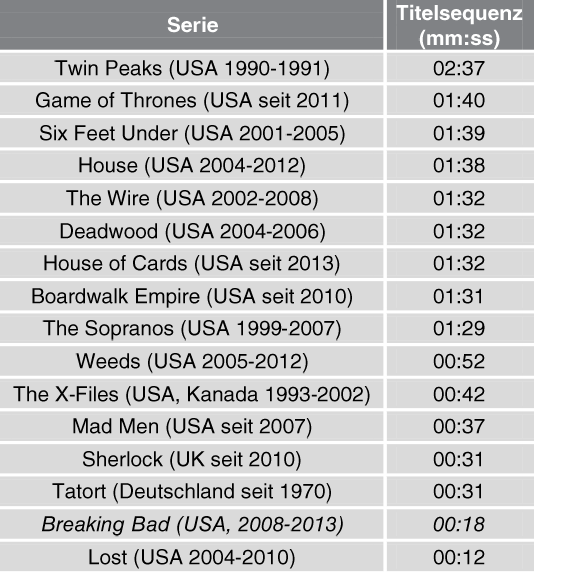 Serie
Titelsequenz
(mm:ss)
Twin Peaks (USA 1990-1991) 02:37
Game of Thrones (USA seit 2011) 01:40
Six Feet Under (USA 2001-2005) 01:39
House (USA 2004-2012) 01:38
The Wire (USA 2002-2008) 01:32
Deadwood (USA 2004-2006) 01:32
House of Cards (USA seit 2013) 01:32
Boardwalk Empire (USA seit 2010) 01:31
The Sopranos (USA 1999-2007) 01:29
Weeds (USA 2005-2012) 00:52
The X-Files (USA, Kanada 1993-2002) 00:42
Mad Men (USA seit 2007) 00:37
Sherlock (UK seit 2010) 00:31
Tatort (Deutschland seit 1970) 00:31
Breaking Bad (USA, 2008-2013) 00:18
Lost (USA 2004-2010) 00:12